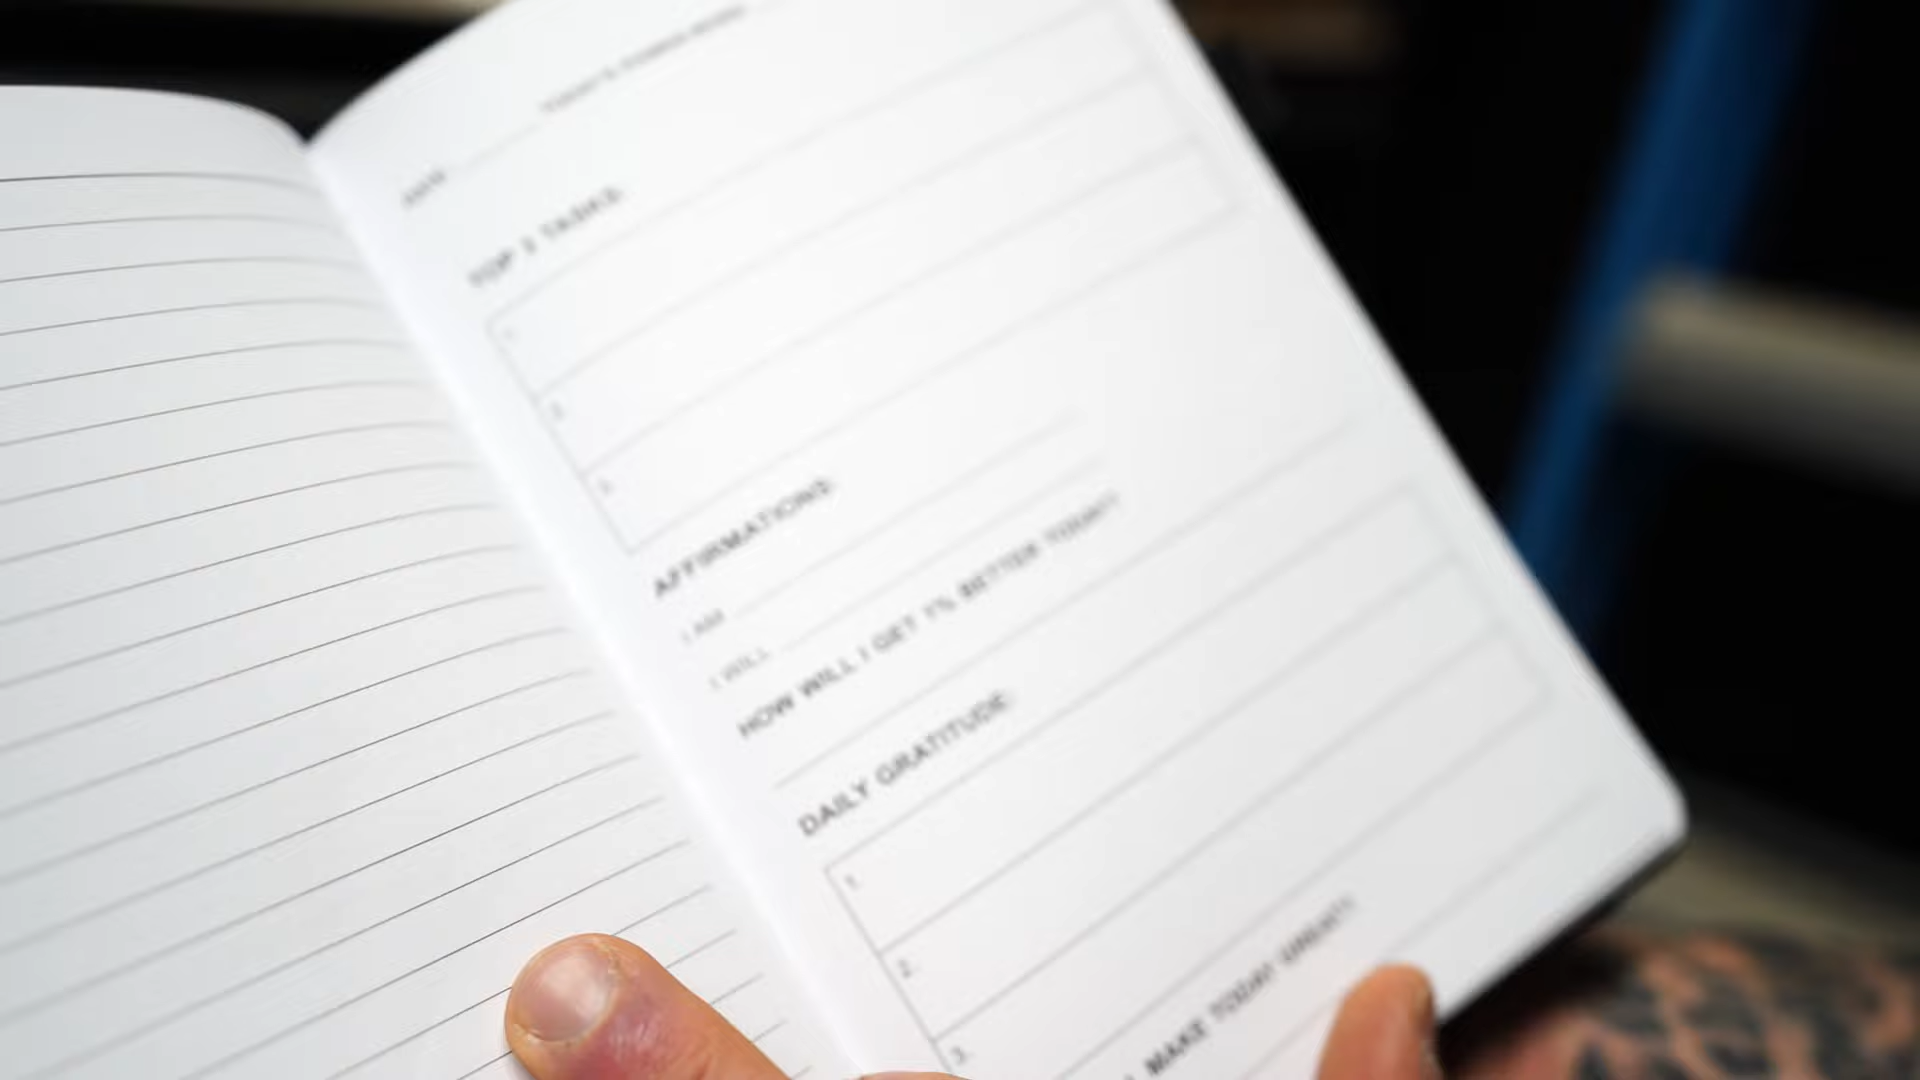 DATE
TOP 3 TASKS:
1.
2.
3.
AFFIRMATIONS:
I AM
I WILL
HOW WILL I GET 1% BETTER TODAY?
DAILY GRATITUDE:
1.
2.
3.
MAKE TODAY GREAT?